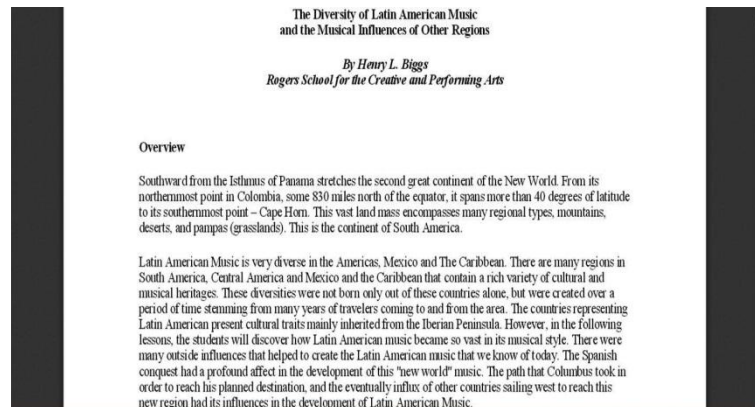 The Diversity of Latin American Music
and the Musical Influences of Other Regions
By Henry L. Biggs
Rogers School for the Creative and Performing Arts
Overview
Southward from the Isthmus of Panama stretches the second great continent of the New World. From its
northernmost point in Colombia, some 830 miles north of the equator, it spans more than 40 degrees of latitude
to its southernmost point – Cape Horn. This vast land mass encompasses many regional types, mountains,
deserts, and pampas (grasslands). This is the continent of South America.
Latin American Music is very diverse in the Americas, Mexico and The Caribbean. There are many regions in
South America, Central America and Mexico and the Caribbean that contain a rich variety of cultural and
musical heritages. These diversities were not born only out of these countries alone, but were created over a
period of time stemming from many years of travelers coming to and from the area. The countries representing
Latin American present cultural traits mainly inherited from the Iberian Peninsula. However, in the following
lessons, the students will discover how Latin American music became so vast in its musical style. There were
many outside influences that helped to create the Latin American music that we know of today. The Spanish
conquest had a profound affect in the development of this "new world" music. The path that Columbus took in
order to reach his planned destination, and the eventually influx of other countries sailing west to reach this
new region had its influences in the development of Latin American Music.